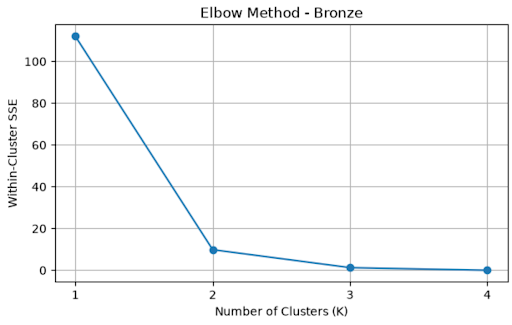 Elbow Method - Bronze
Within-Cluster SSE
100
80
60
40
20
0
1 2 3 4
Number of Clusters (K)